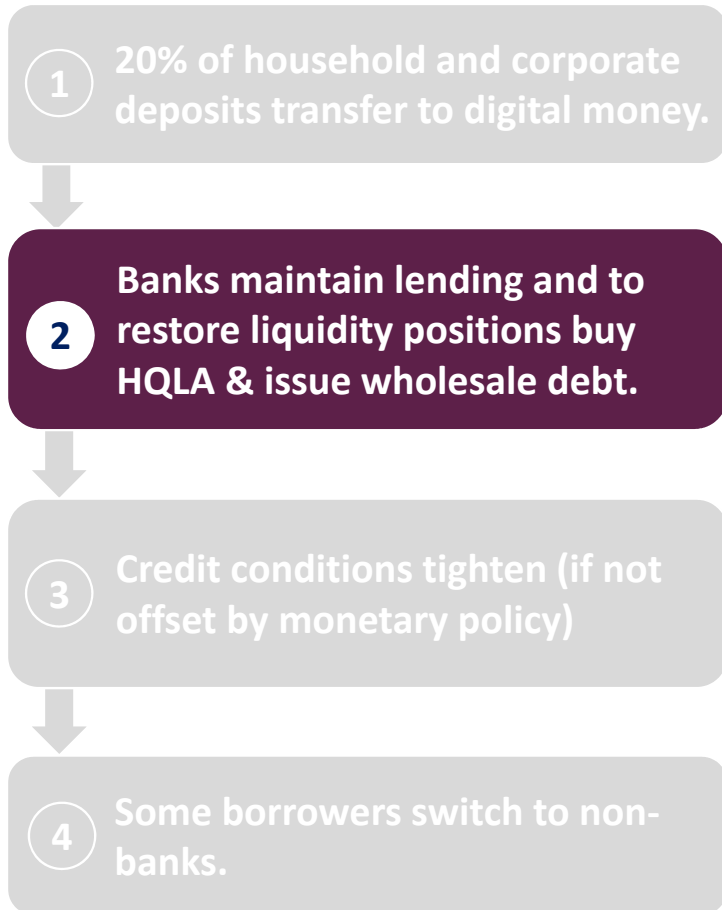 1
20% of household and corporate
deposits transfer to digital money.
2
Banks maintain lending and to
restore liquidity positions buy
HQLA & issue wholesale debt.
3
Credit conditions tighten (if not
offset by monetary policy)
4
Some borrowers switch to non-
banks.